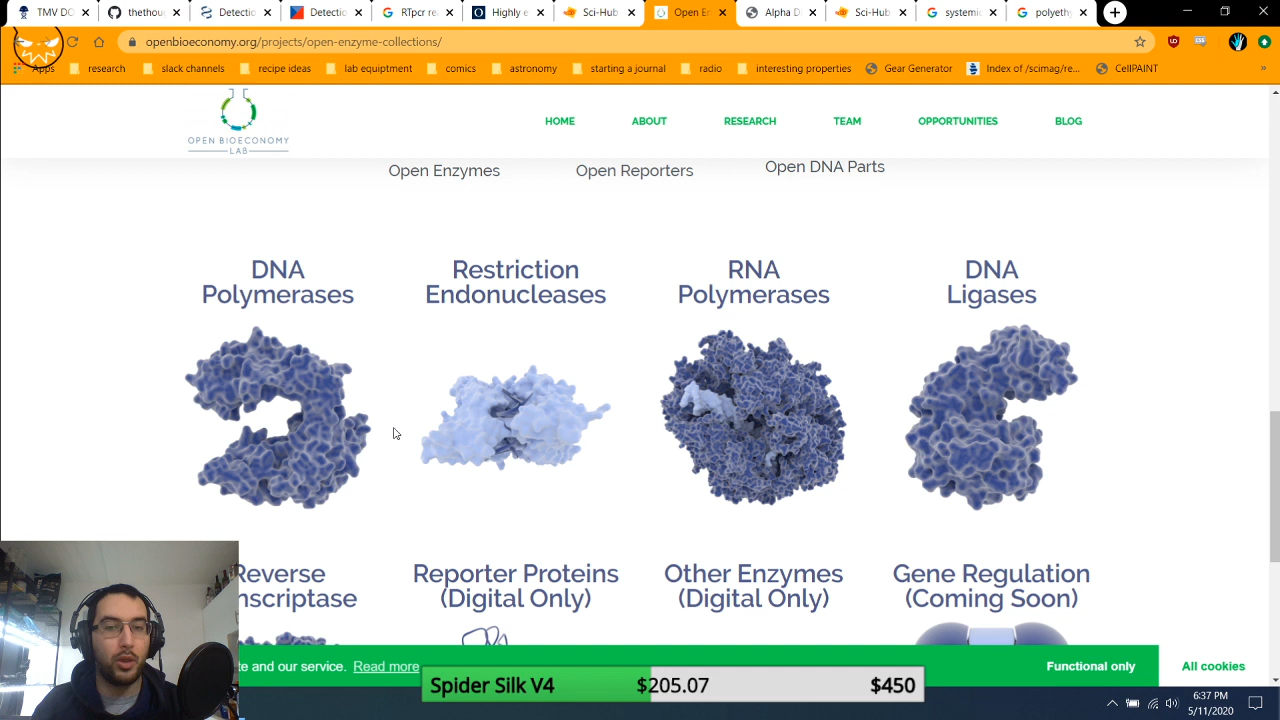 TMV DO
thethoug
Detectio
Detectio
RTpcr re
Highly e
Sci-Hub
Open E
Alpha D
Sci-Hub
systemic
polyethy
openbioeconomy.org/projects/open-enzyme-collections/
Apps
research
slack channels
recipe ideas
lab equiptment
comics
astronomy
starting a journal
radio
interesting properties
Gear Generator
Index of /scimag/re...
CellPAINT
»
OPEN BIOECONOMY
LAB
HOME
ABOUT
RESEARCH
TEAM
OPPORTUNITIES
BLOG
Open Enzymes
Open Reporters
Open DNA Parts
DNA
Polymerases
Restriction
Endonucleases
RNA
Polymerases
DNA
Ligases
Reverse
nscriptase
Reporter Proteins
(Digital Only)
Other Enzymes
(Digital Only)
Gene Regulation
(Coming Soon)
te and our service. Read more
Functional only
All cookies
Spider Silk V4 $205.07 $450
6:37 PM
5/11/2020